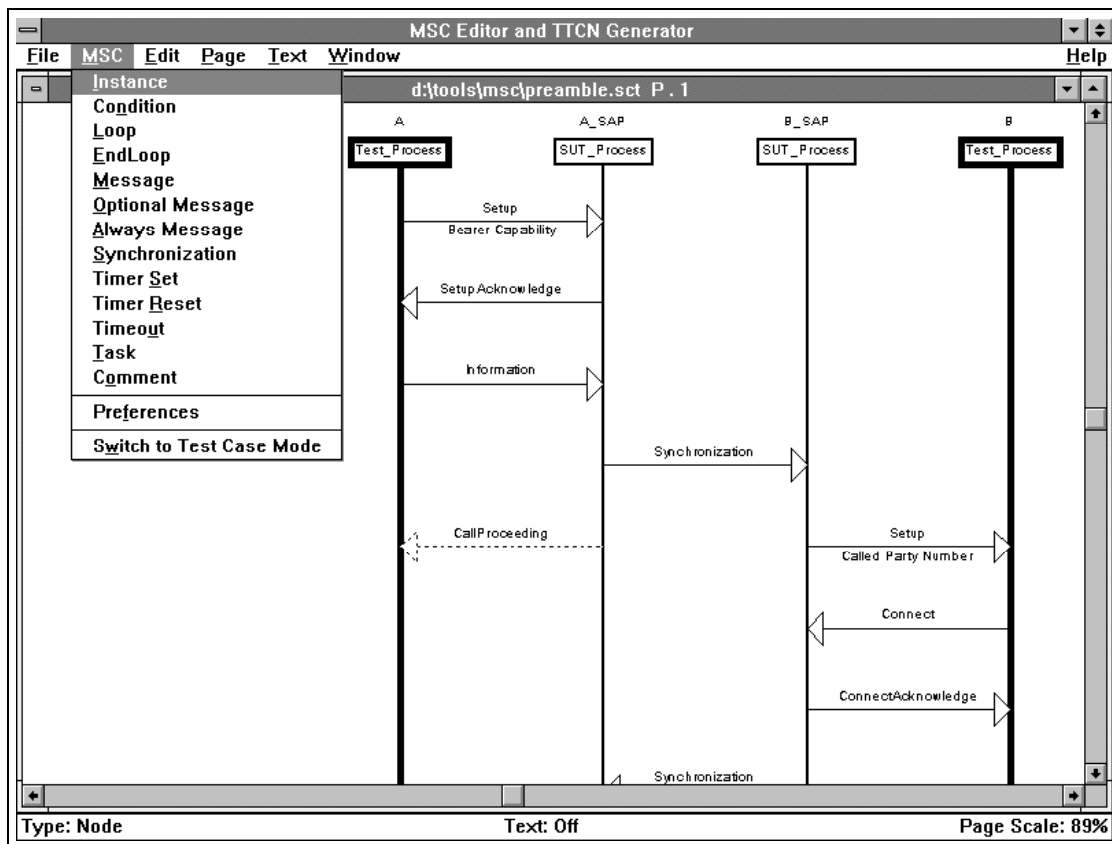 MSC Editor and TTCN Generator
File MSC Edit Page Text Window Help
d:\tools\msc\preamble.sct P. 1
Instance
Condition
Loop
EndLoop
Message
Optional Message
Always Message
Synchronization
Timer Set
Timer Reset
Timeout
Task
Comment
Preferences
Switch to Test Case Mode
A A_SAP B_SAP B
Test_Process SUT_Process SUT_Process Test_Process
Setup
Bearer Capability
SetupAcknowledge
Information
Synchronization
CallProceeding Setup
Called Party Number
Connect
ConnectAcknowledge
Synchronization
Type: Node Text: Off Page Scale: 89%